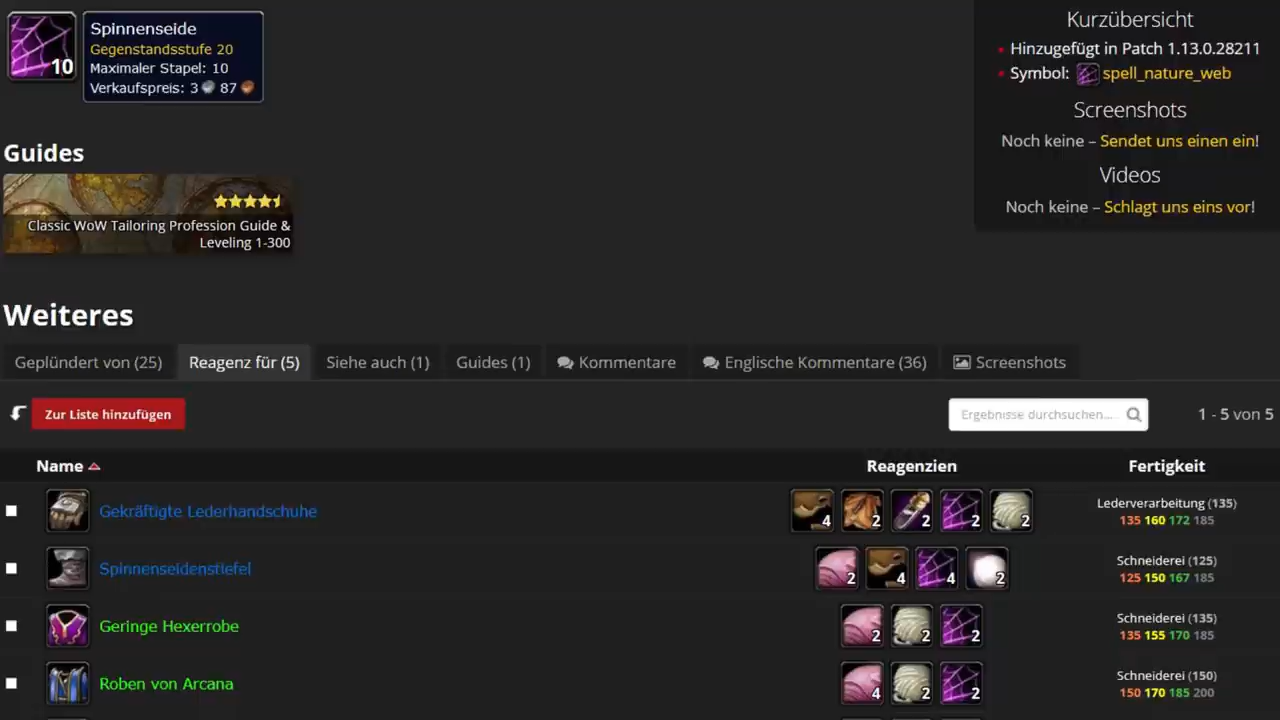 10
Spinnenseide
Gegenstandsstufe 20
Maximaler Stapel: 10
Verkaufspreis: 3 87
Kurzübersicht
Hinzugefügt in Patch 1.13.0.28211
Symbol: spell_nature_web
Screenshots
Noch keine – Sendet uns einen ein!
Videos
Noch keine – Schlagt uns eins vor!
Guides
Classic WoW Tailoring Profession Guide &
Leveling 1-300
Weiteres
Geplündert von (25) Reagenz für (5) Siehe auch (1) Guides (1) Kommentare Englische Kommentare (36) Screenshots
Zur Liste hinzufügen Ergebnisse durchsuchen... 1 - 5 von 5
Name Reagenzien Fertigkeit
Gekräftigte Lederhandschuhe 4 2 2 2 2 Lederverarbeitung (135)
135 160 172 185
Spinnenseidenstiefel 2 4 4 2 Schneiderei (125)
125 150 167 185
Geringe Hexerrobe 2 2 2 Schneiderei (135)
135 155 170 185
Roben von Arcana 4 2 2 Schneiderei (150)
150 170 185 200